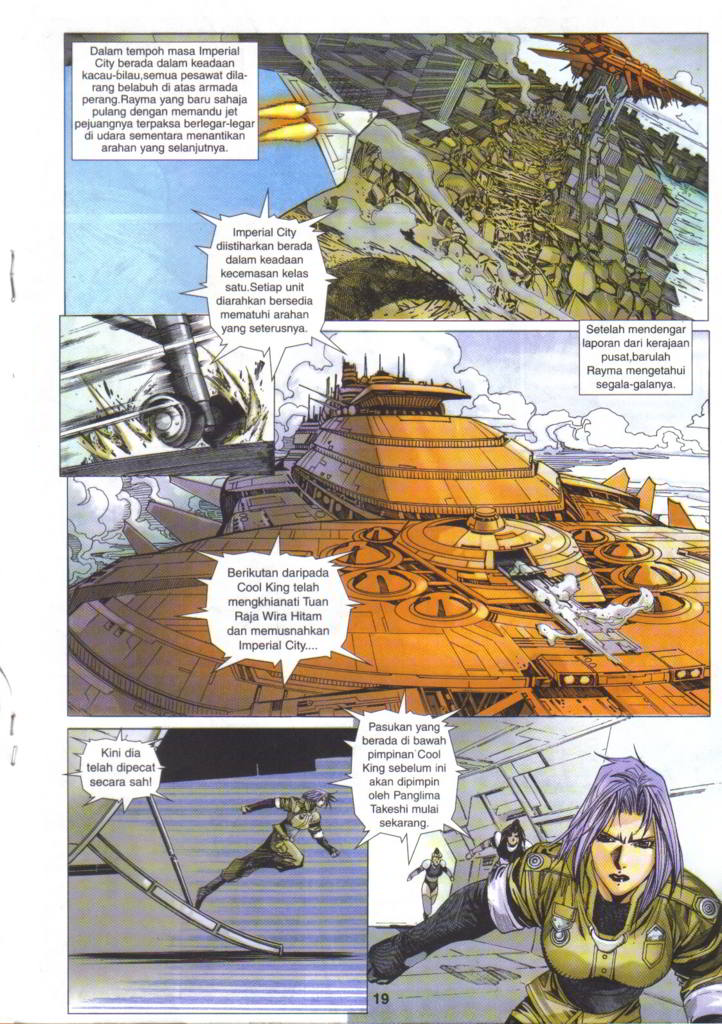 Dalam tempoh masa Imperial
City berada dalam keadaan
kacau-bilau,semua pesawat dila-
rang belabuh di atas armada
perang.Rayma yang baru sahaja
pulang dengan memandu jet
pejuangnya terpaksa berlegar-legar
di udara sementara menantikan
arahan yang selanjutnya.
Imperial City
diistiharkan berada
dalam keadaan
kecemasan kelas
satu.Setiap unit
diarahkan bersedia
mematuhi arahan
yang seterusnya.
Setelah mendengar
laporan dari kerajaan
pusat,barulah
Rayma mengetahui
segala-galanya.
Berikutan daripada
Cool King telah
mengkhianati Tuan
Raja Wira Hitam
dan memusnahkan
Imperial City....
Kini dia
telah dipecat
secara sah!
Pasukan yang
berada di bawah
pimpinan Cool
King sebelum ini
akan dipimpin
oleh Panglima
Takeshi mulai
sekarang.
19